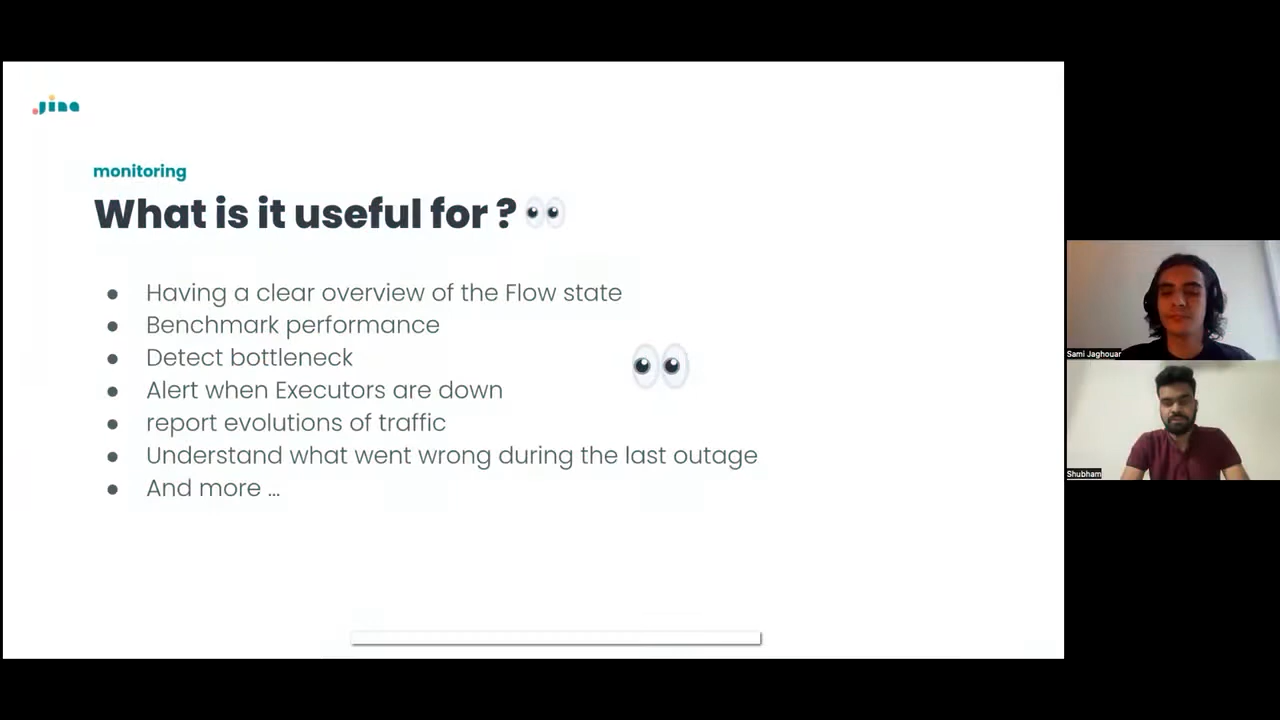 jina
monitoring
What is it useful for ? 👀
● Having a clear overview of the Flow state
● Benchmark performance
● Detect bottleneck
● Alert when Executors are down
● report evolutions of traffic
● Understand what went wrong during the last outage
● And more ...
Sami Jaghouar
Shubham